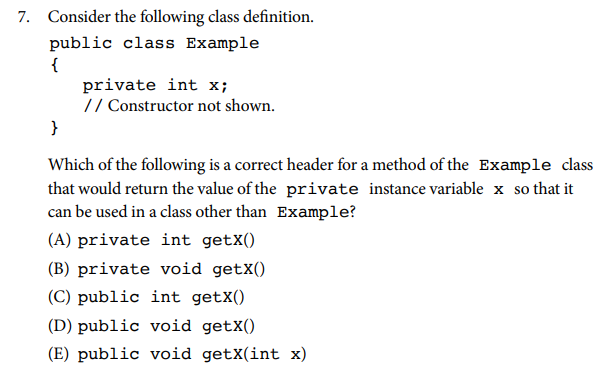 7. Consider the following class definition.
public class Example
{
private int x;
// Constructor not shown.
}
Which of the following is a correct header for a method of the Example class
that would return the value of the private instance variable x so that it
can be used in a class other than Example?
(A) private int getX()
(B) private void getX()
(C) public int getX()
(D) public void getX()
(E) public void getX(int x)